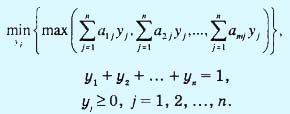 min_{y_j} { max ( ∑_{j=1}^{n} a_{1j} y_j, ∑_{j=1}^{n} a_{2j} y_j, ..., ∑_{j=1}^{n} a_{mj} y_j ) },
y_1 + y_2 + ... + y_n = 1,
y_j ≥ 0, j = 1, 2, ..., n.